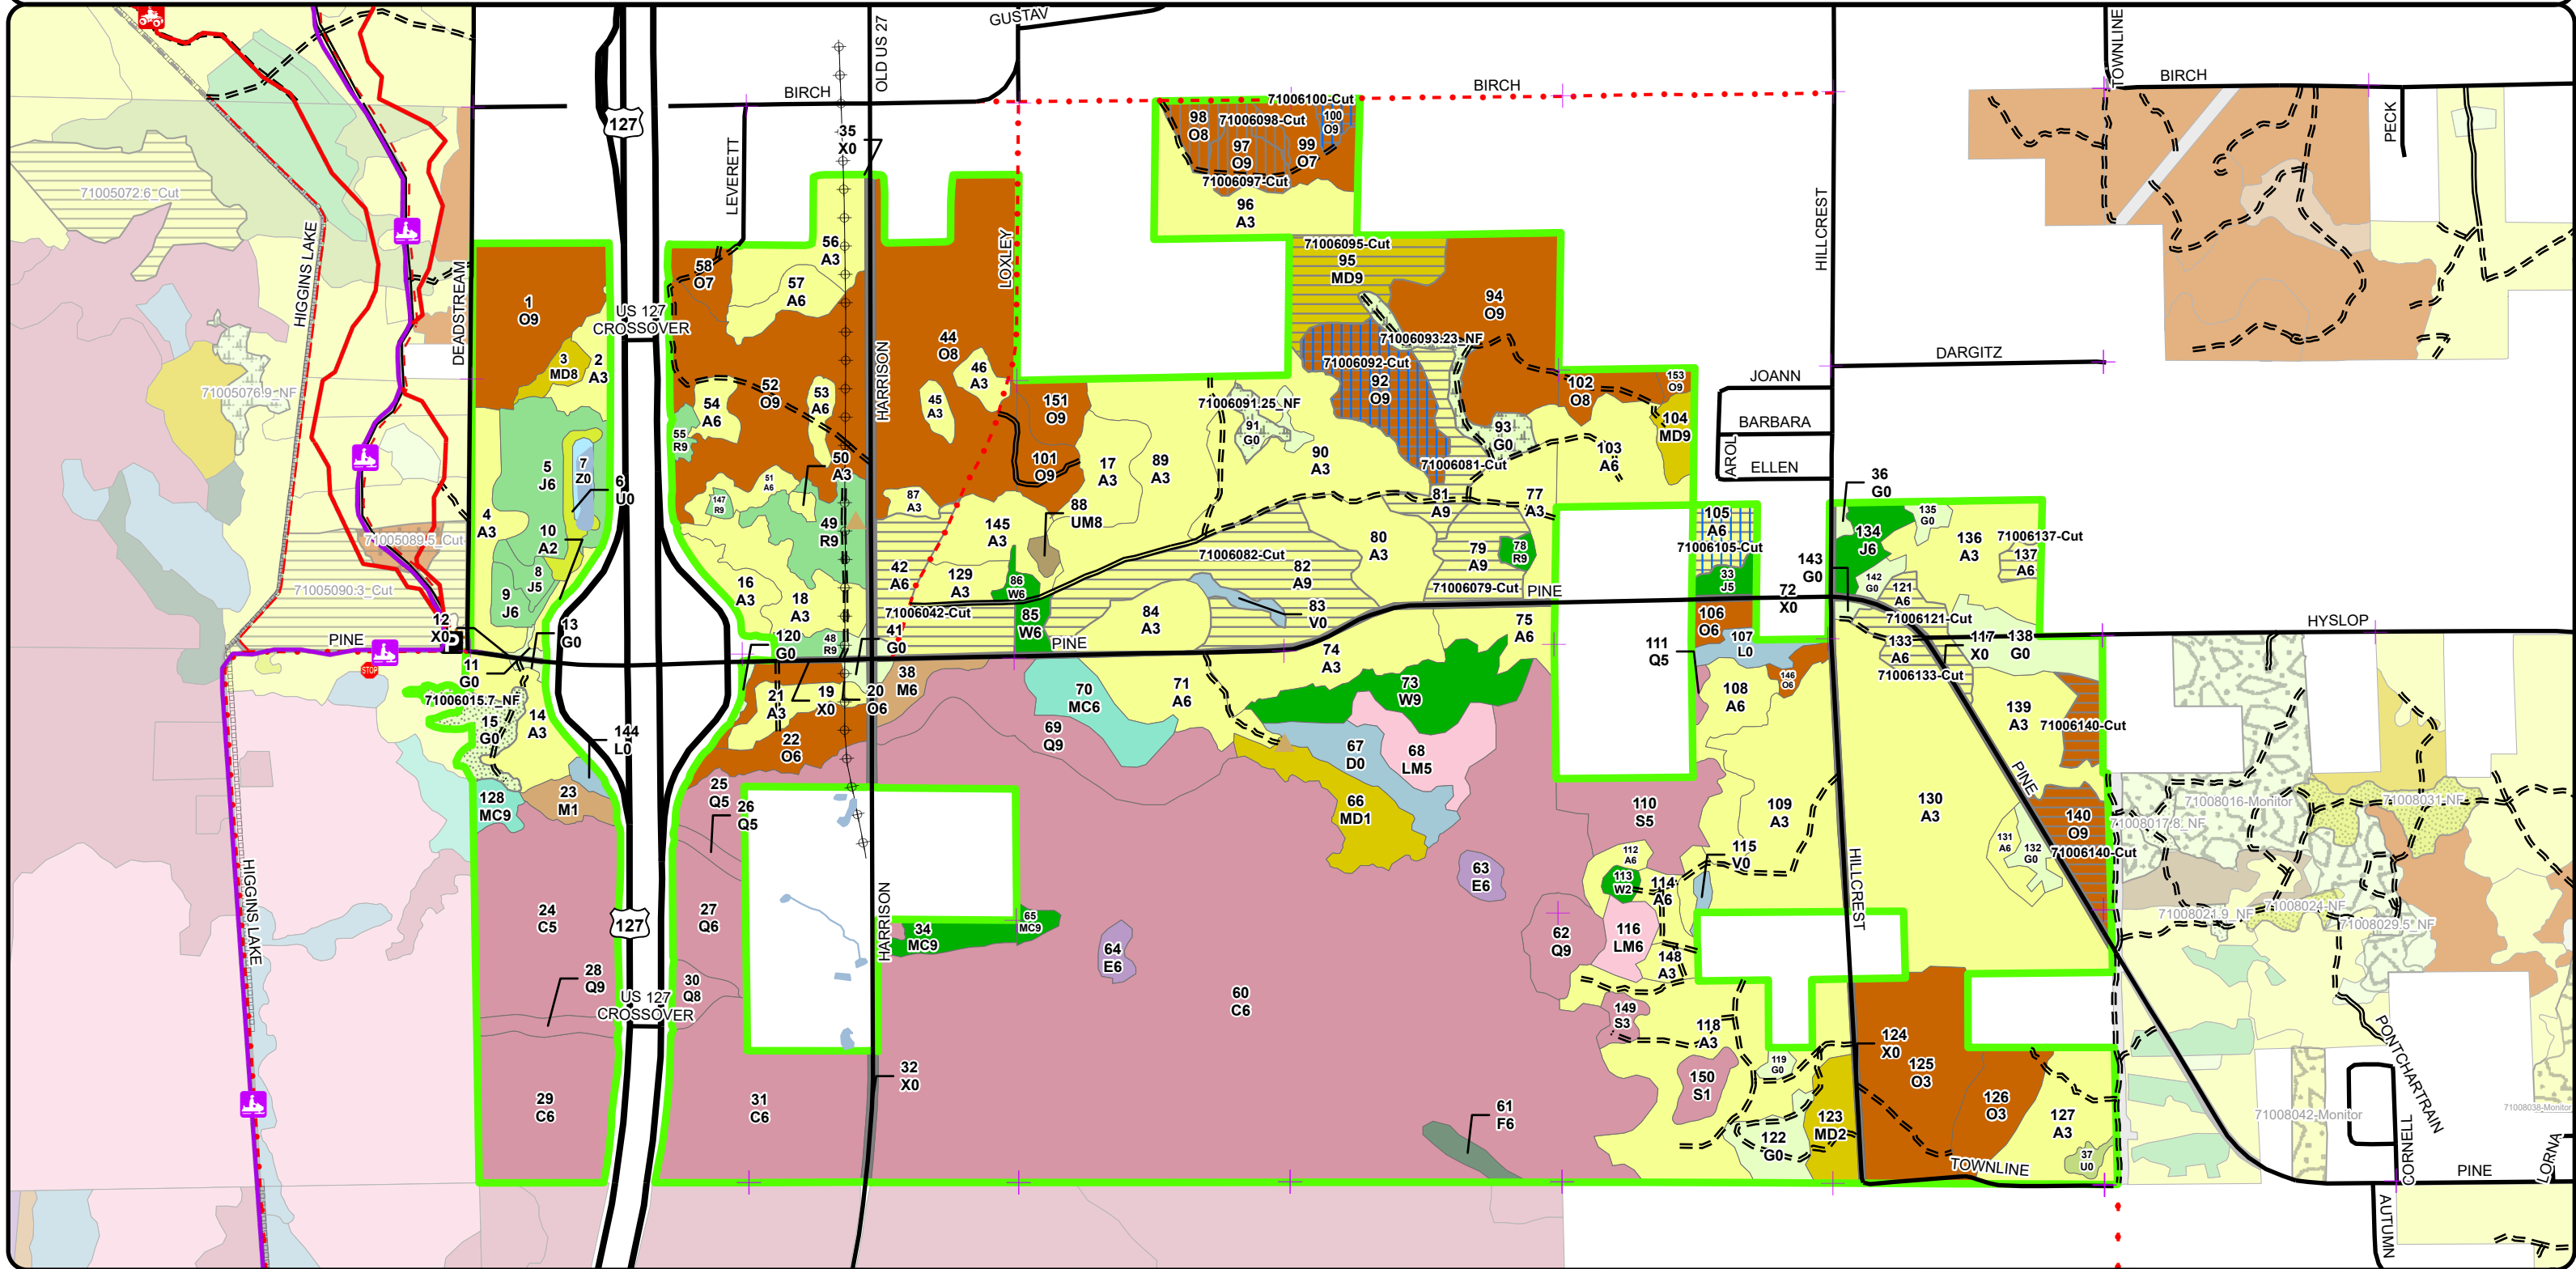 GUSTAV
OLD US 27
TOWNLINE
BIRCH
BIRCH
BIRCH
PECK
127
LEVERETT
35
X0
71006100-Cut
98
O8
71006098-Cut
100
O9
97
O9
99
O7
71006097-Cut
96
A3
71005072.6_Cut
HIGGINS LAKE
DEADSTREAM
LOXLEY
HILLCREST
56
A3
58
O7
57
A6
71006095-Cut
95
MD9
1
O9
US 127
CROSSOVER
94
O9
44
O8
71006093.23_NF
3
MD8
2
A3
HARRISON
46
A3
71006092-Cut
92
O9
DARGITZ
JOANN
BARBARA
CAROL
ELLEN
71005076.9_NF
52
O9
53
A6
54
A6
45
A3
151
O9
71006091.25_NF
91
G0
102
O8
153
O9
104
MD9
55
R9
93
G0
5
J6
7
Z0
6
U0
50
A3
101
O9
17
A3
89
A3
90
A3
71006081-Cut
103
A6
51
A6
147
R9
87
A3
81
A9
77
A3
36
G0
4
A3
10
A2
49
R9
145
A3
88
UM8
105
A6
71006105-Cut
134
J6
135
G0
136
A3
71006137-Cut
137
A6
71005089.5_Cut
71006082-Cut
82
A9
80
A3
79
A9
78
R9
143
G0
142
G0
121
A6
71005090.3_Cut
8
J5
9
J6
16
A3
18
A3
42
A6
129
A3
86
W6
71006079-Cut
PINE
33
J5
72
X0
71006042-Cut
85
W6
84
A3
83
V0
75
A6
106
O6
71006121-Cut
HYSLOP
12
X0
P
PINE
STOP
13
G0
120
G0
48
R9
41
G0
PINE
74
A3
111
Q5
107
L0
133
A6
117
X0
138
G0
71006133-Cut
11
G0
71006015.7_NF
15
G0
14
A3
21
A3
19
X0
20
O6
38
M6
70
MC6
71
A6
73
W9
108
A6
146
O6
139
A3
71006140-Cut
144
L0
22
O6
69
Q9
67
D0
68
LM5
PINE
128
MC9
23
M1
25
Q5
26
Q5
66
MD1
110
S5
109
A3
130
A3
140
O9
71006140-Cut
71008016-Monitor
71008031-NF
71008017.8_NF
131
A6
132
G0
HIGGINS LAKE
63
E6
112
A6
113
W2
114
A6
115
V0
HILLCREST
24
C5
127
27
Q6
HARRISON
34
MC9
65
MC9
64
E6
62
Q9
116
LM6
148
A3
71008021.9_NF
71008024-NF
71008029.5_NF
28
Q9
US 127
CROSSOVER
30
Q8
60
C6
149
S3
118
A3
119
G0
124
X0
125
O3
PONTCHARTRAIN
29
C6
31
C6
32
X0
61
F6
150
S1
122
G0
123
MD2
126
O3
127
A3
37
U0
TOWNLINE
71008042-Monitor
71008038-Monitor
CORNELL
PINE
LORNA
AUTUMN